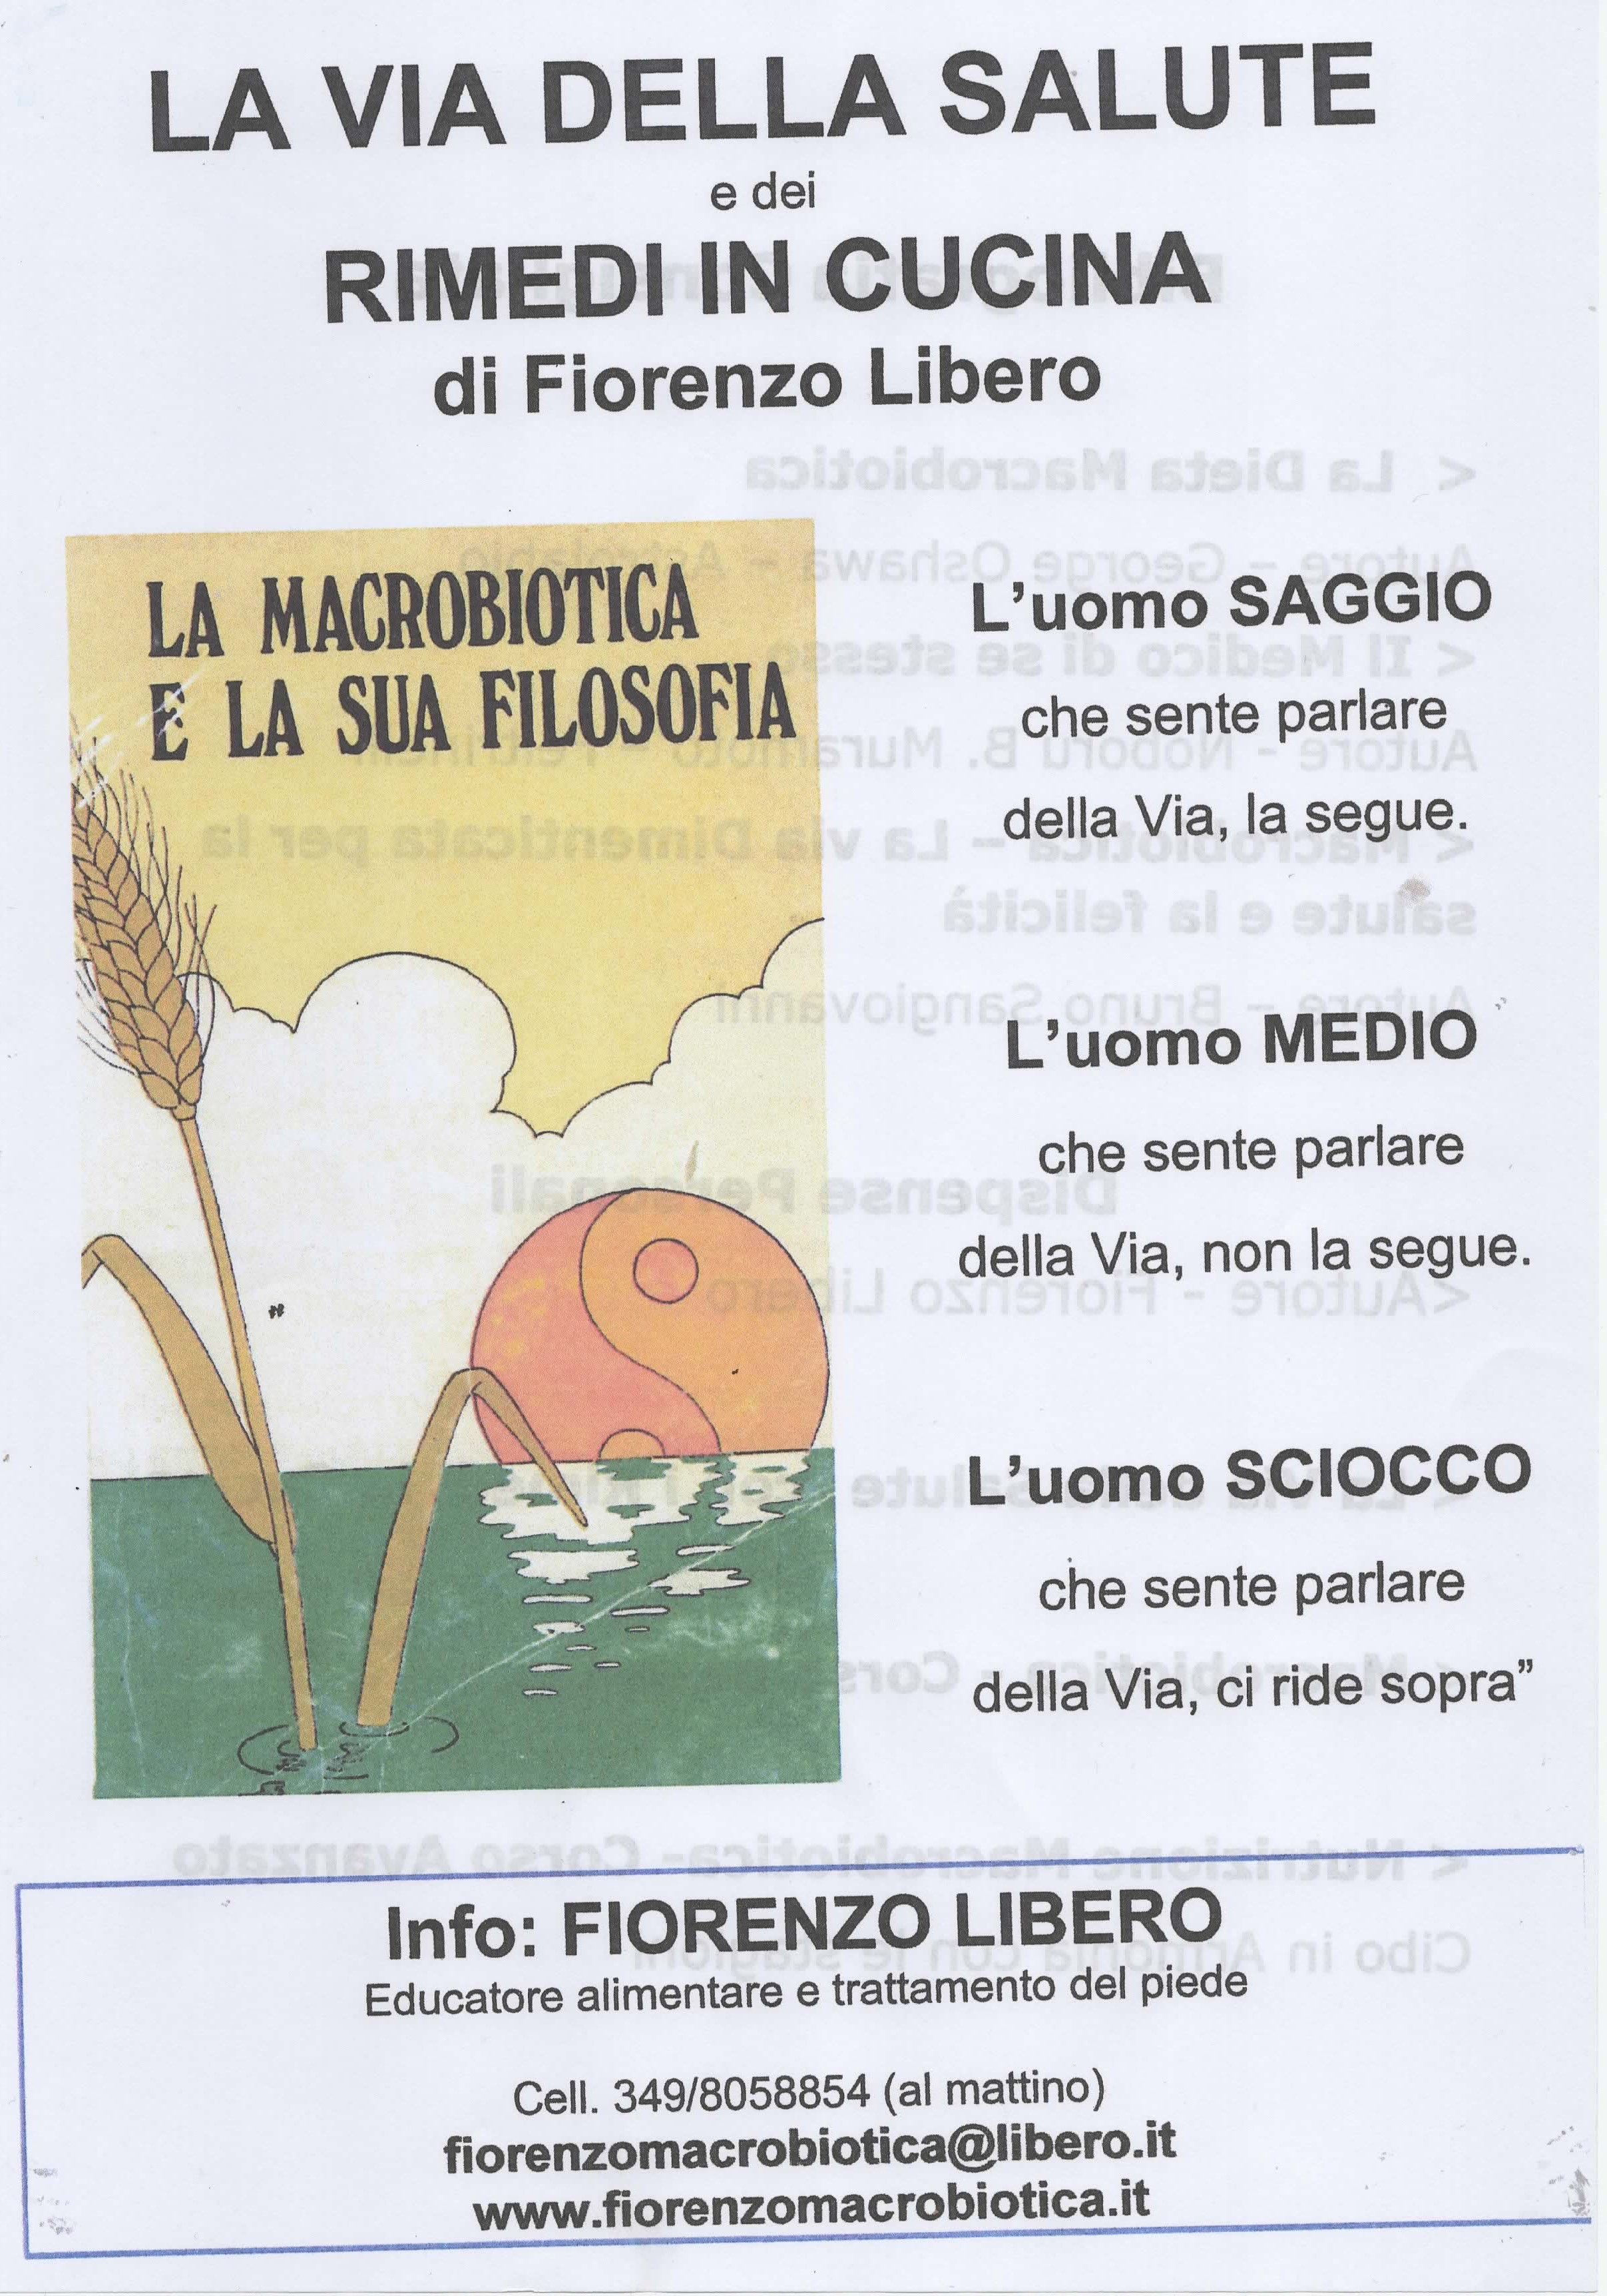 LA VIA DELLA SALUTE
e dei
RIMEDI IN CUCINA
di Fiorenzo Libero
LA MACROBIOTICA
E LA SUA FILOSOFIA
L'uomo SAGGIO
che sente parlare
della Via, la segue.
L'uomo MEDIO
che sente parlare
della Via, non la segue.
L'uomo SCIOCCO
che sente parlare
della Via, ci ride sopra”
Info: FIORENZO LIBERO
Educatore alimentare e trattamento del piede
Cell. 349/8058854 (al mattino)
fiorenzomacrobiotica@libero.it
www.fiorenzomacrobiotica.it